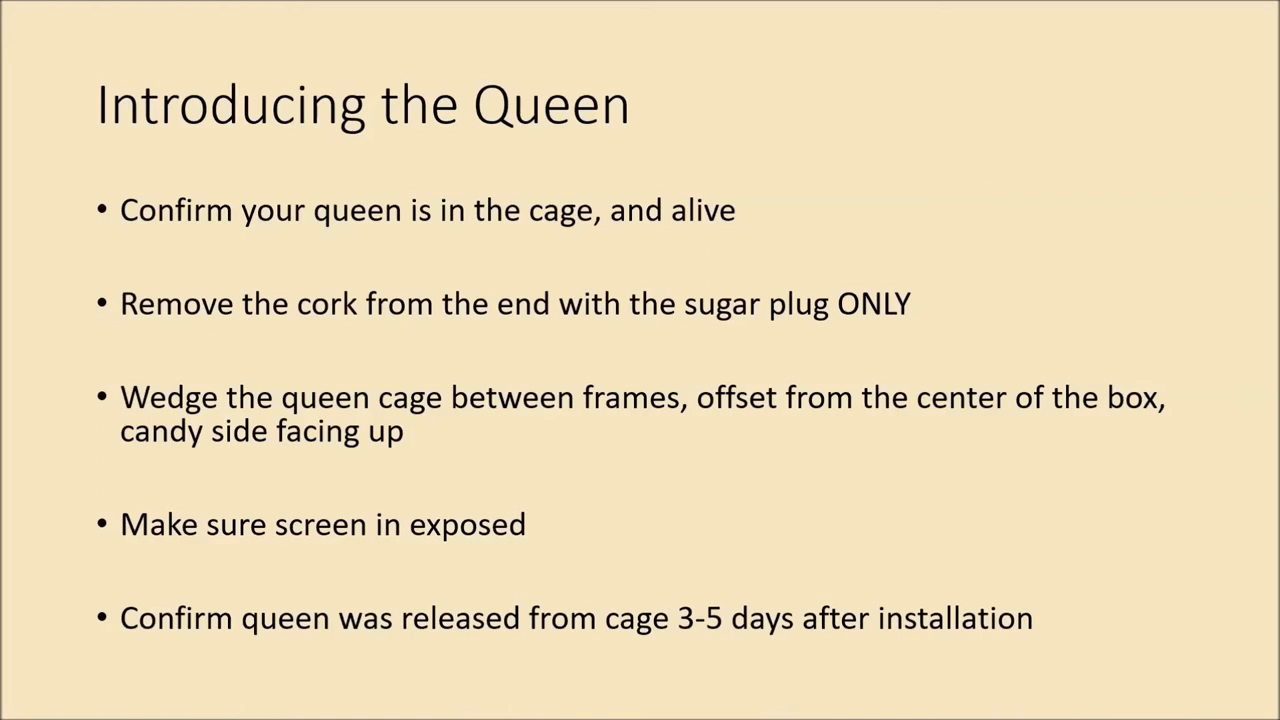 Introducing the Queen
• Confirm your queen is in the cage, and alive
• Remove the cork from the end with the sugar plug ONLY
• Wedge the queen cage between frames, offset from the center of the box,
candy side facing up
• Make sure screen in exposed
• Confirm queen was released from cage 3-5 days after installation